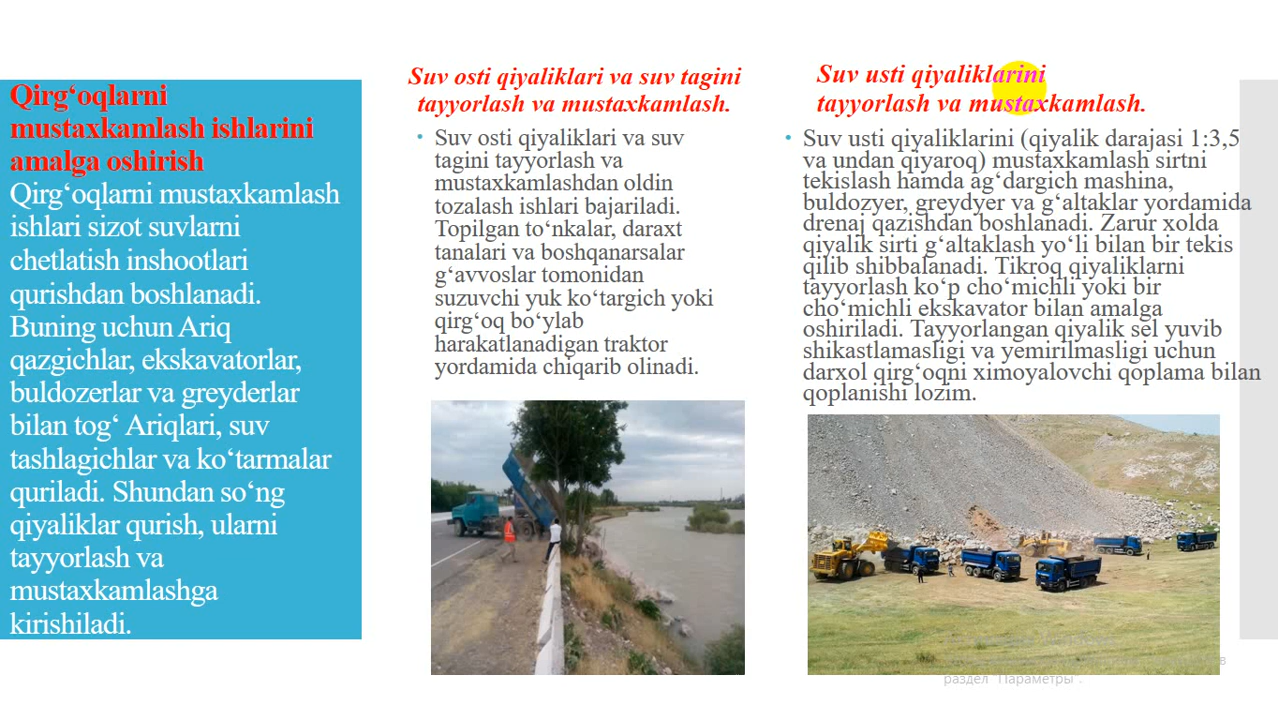 Qirg‘oqlarni
mustaxkamlash ishlarini
amalga oshirish
Qirg‘oqlarni mustaxkamlash
ishlari sizot suvlarni
chetlatish inshootlari
qurishdan boshlanadi.
Buning uchun Ariq
qazgichlar, ekskavatorlar,
buldozerlar va greyderlar
bilan tog‘ Ariqlari, suv
tashlagichlar va ko‘tarmalar
quriladi. Shundan so‘ng
qiyaliklar qurish, ularni
tayyorlash va
mustaxkamlashga
kirishiladi.
Suv osti qiyaliklari va suv tagini
tayyorlash va mustaxkamlash.
• Suv osti qiyaliklari va suv
tagini tayyorlash va
mustaxkamlashdan oldin
tozalash ishlari bajariladi.
Topilgan to‘nkalar, daraxt
tanalari va boshqanarsalar
g‘avvoslar tomonidan
suzuvchi yuk ko‘targich yoki
qirg‘oq bo‘ylab
harakatlanadigan traktor
yordamida chiqarib olinadi.
Suv usti qiyaliklarini
tayyorlash va mustaxkamlash.
• Suv usti qiyaliklarini (qiyalik darajasi 1:3,5
va undan qiyaroq) mustaxkamlash sirtni
tekislash hamda ag‘dargich mashina,
buldozyer, greydyer va g‘altaklar yordamida
drenaj qazishdan boshlanadi. Zarur xolda
qiyalik sirti g‘altaklash yo‘li bilan bir tekis
qilib shibbalanadi. Tikroq qiyaliklarni
tayyorlash ko‘p cho‘michli yoki bir
cho‘michli ekskavator bilan amalga
oshiriladi. Tayyorlangan qiyalik sel yuvib
shikastlamasligi va yemirilmasligi uchun
darxol qirg‘oqni ximoyalovchi qoplama bilan
qoplanishi lozim.
в
раздел "Параметры".